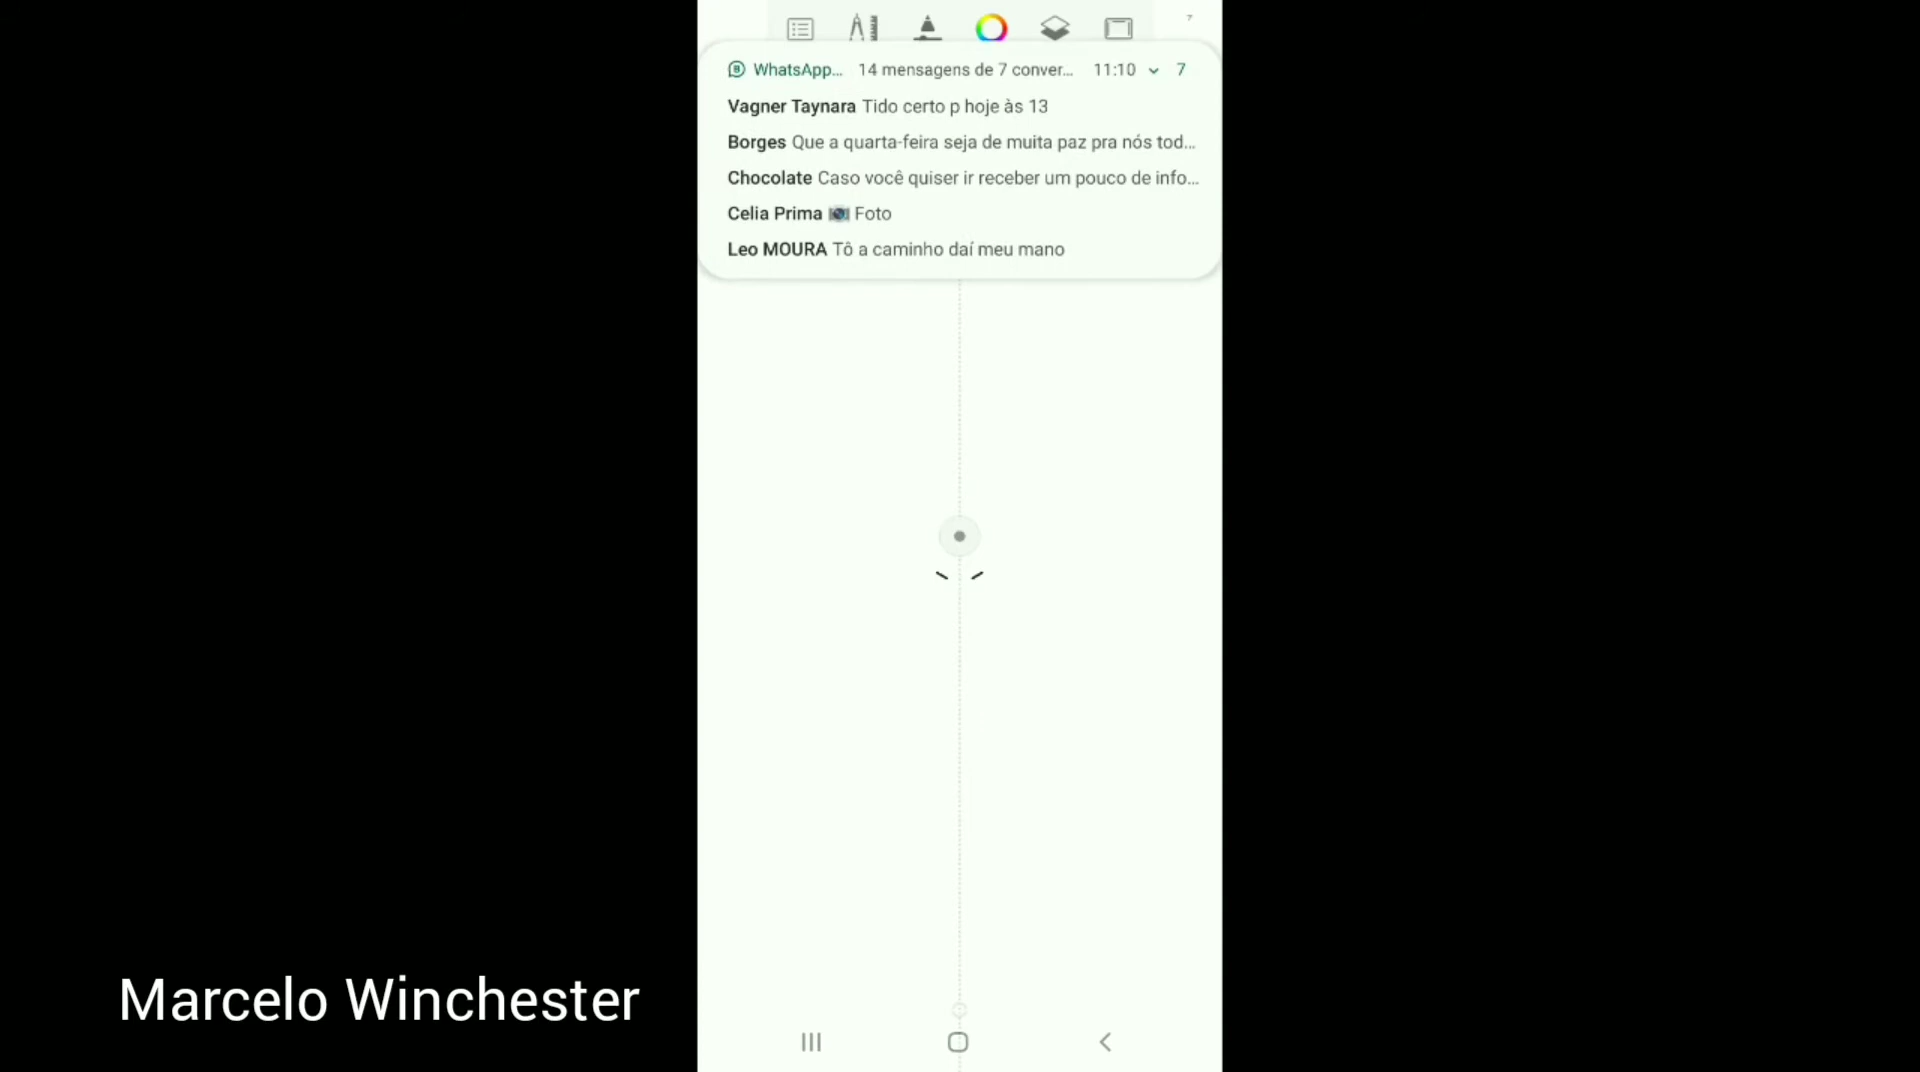 WhatsApp... 14 mensagens de 7 conver... 11:10 7
Vagner Taynara Tido certo p hoje às 13
Borges Que a quarta-feira seja de muita paz pra nós tod...
Chocolate Caso você quiser ir receber um pouco de info...
Celia Prima 📷 Foto
Leo MOURA Tô a caminho daí meu mano
Marcelo Winchester